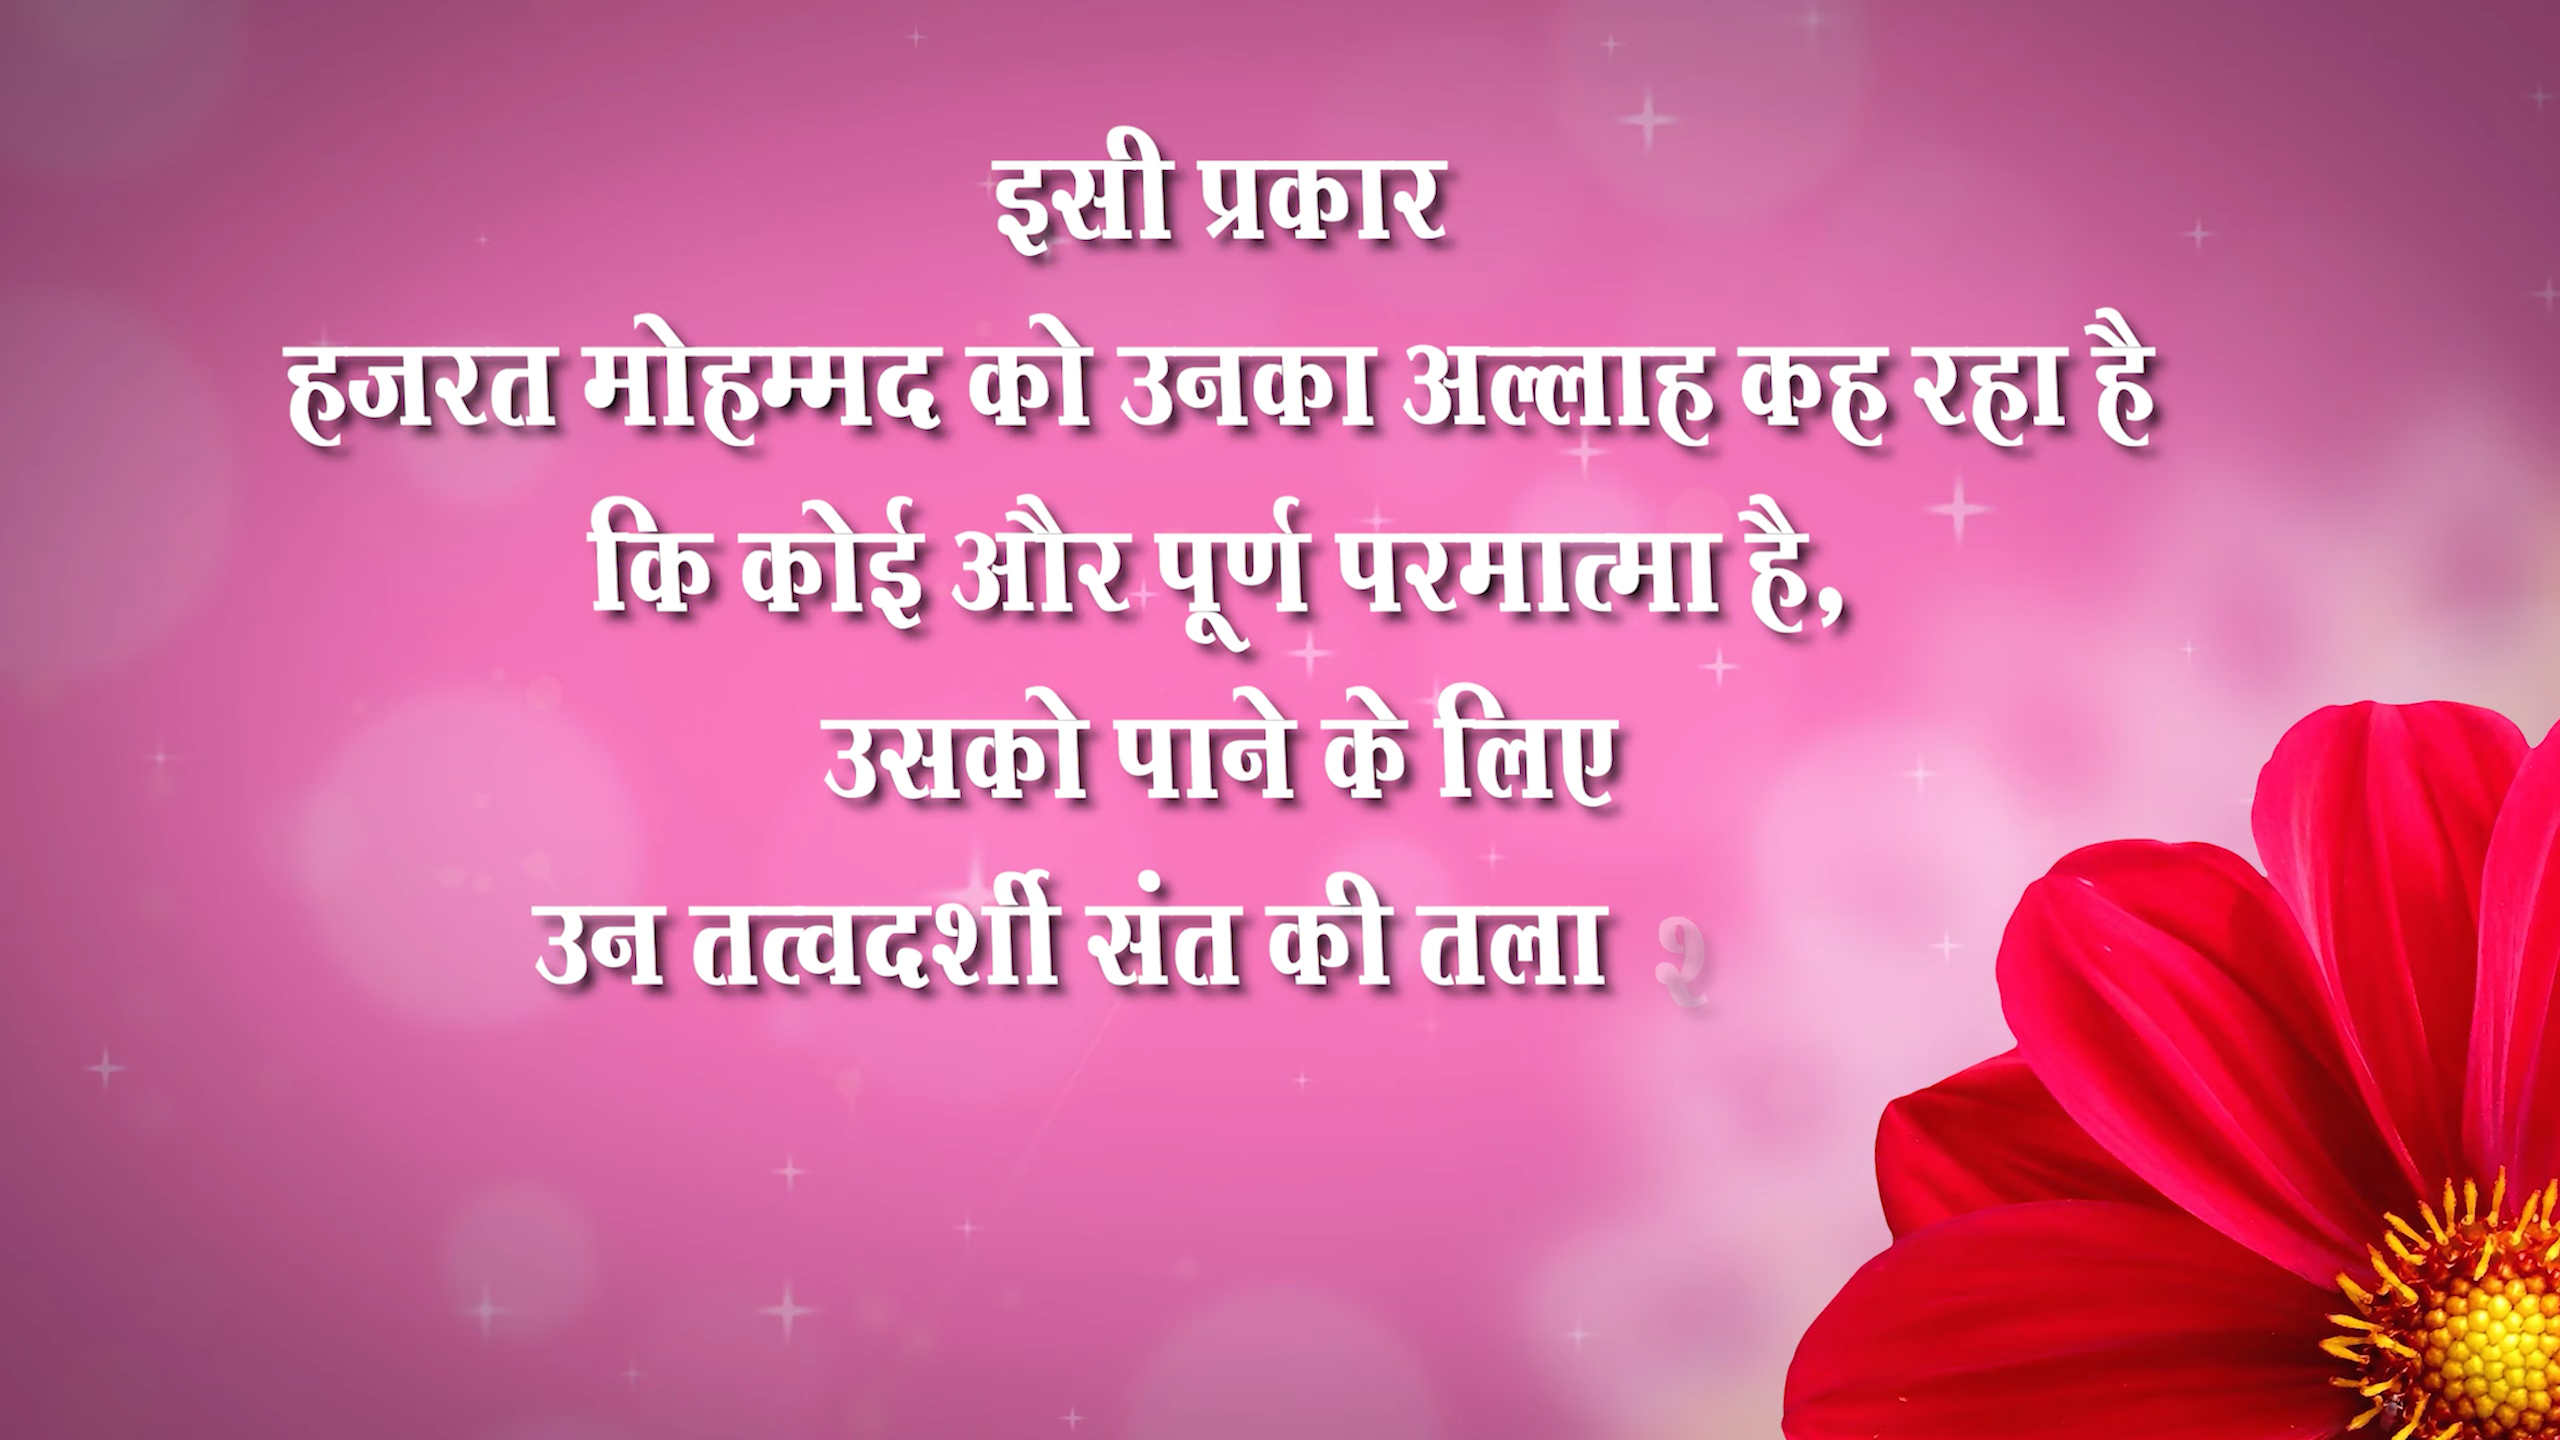 इसी प्रकार
हजरत मोहम्मद को उनका अल्लाह कह रहा है
कि कोई और पूर्ण परमात्मा है,
उसको पाने के लिए
उन तत्वदर्शी संत की तला